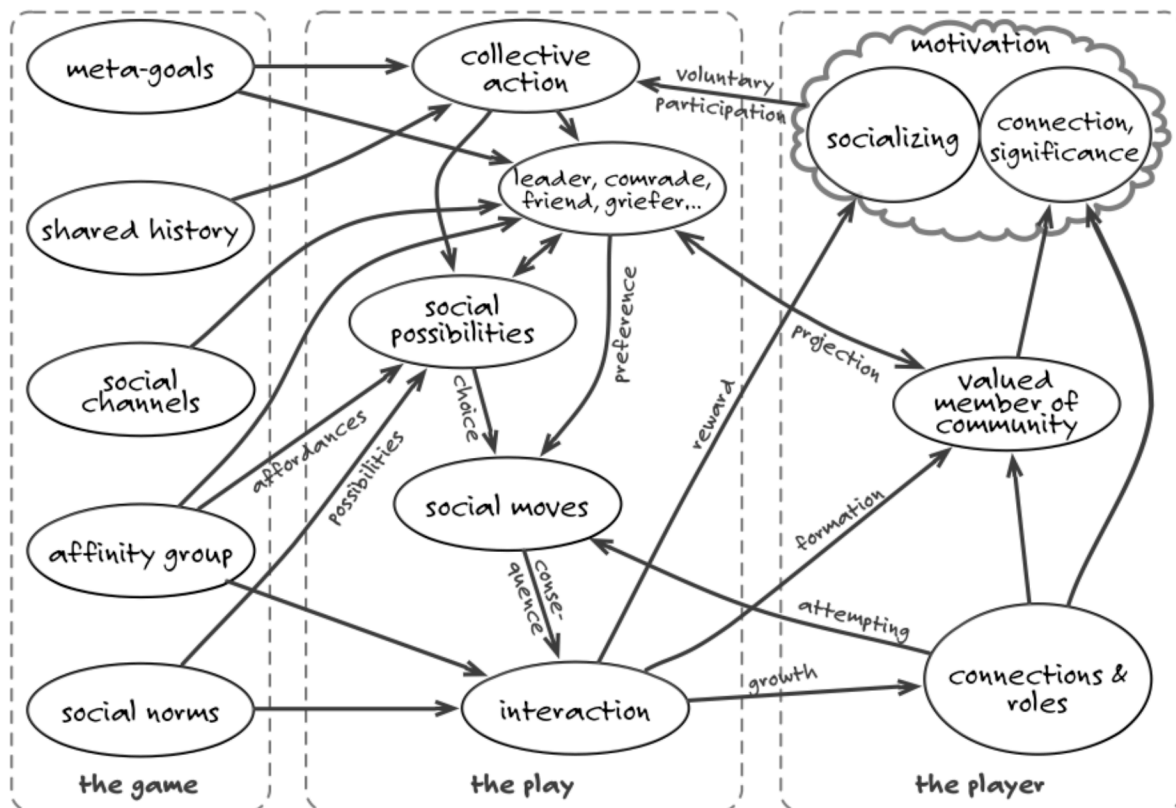 meta-goals
shared history
social
channels
affinity group
social norms
the game
collective
action
leader, comrade,
friend, griefer,..
social
possibilities
social moves
interaction
the play
motivation
socializing
connection,
significance
valued
member of
community
connections &
roles
the player
voluntary
participation
preference
projection
choice
affordances
possibilities
reward
conse-
quence
formation
attempting
growth